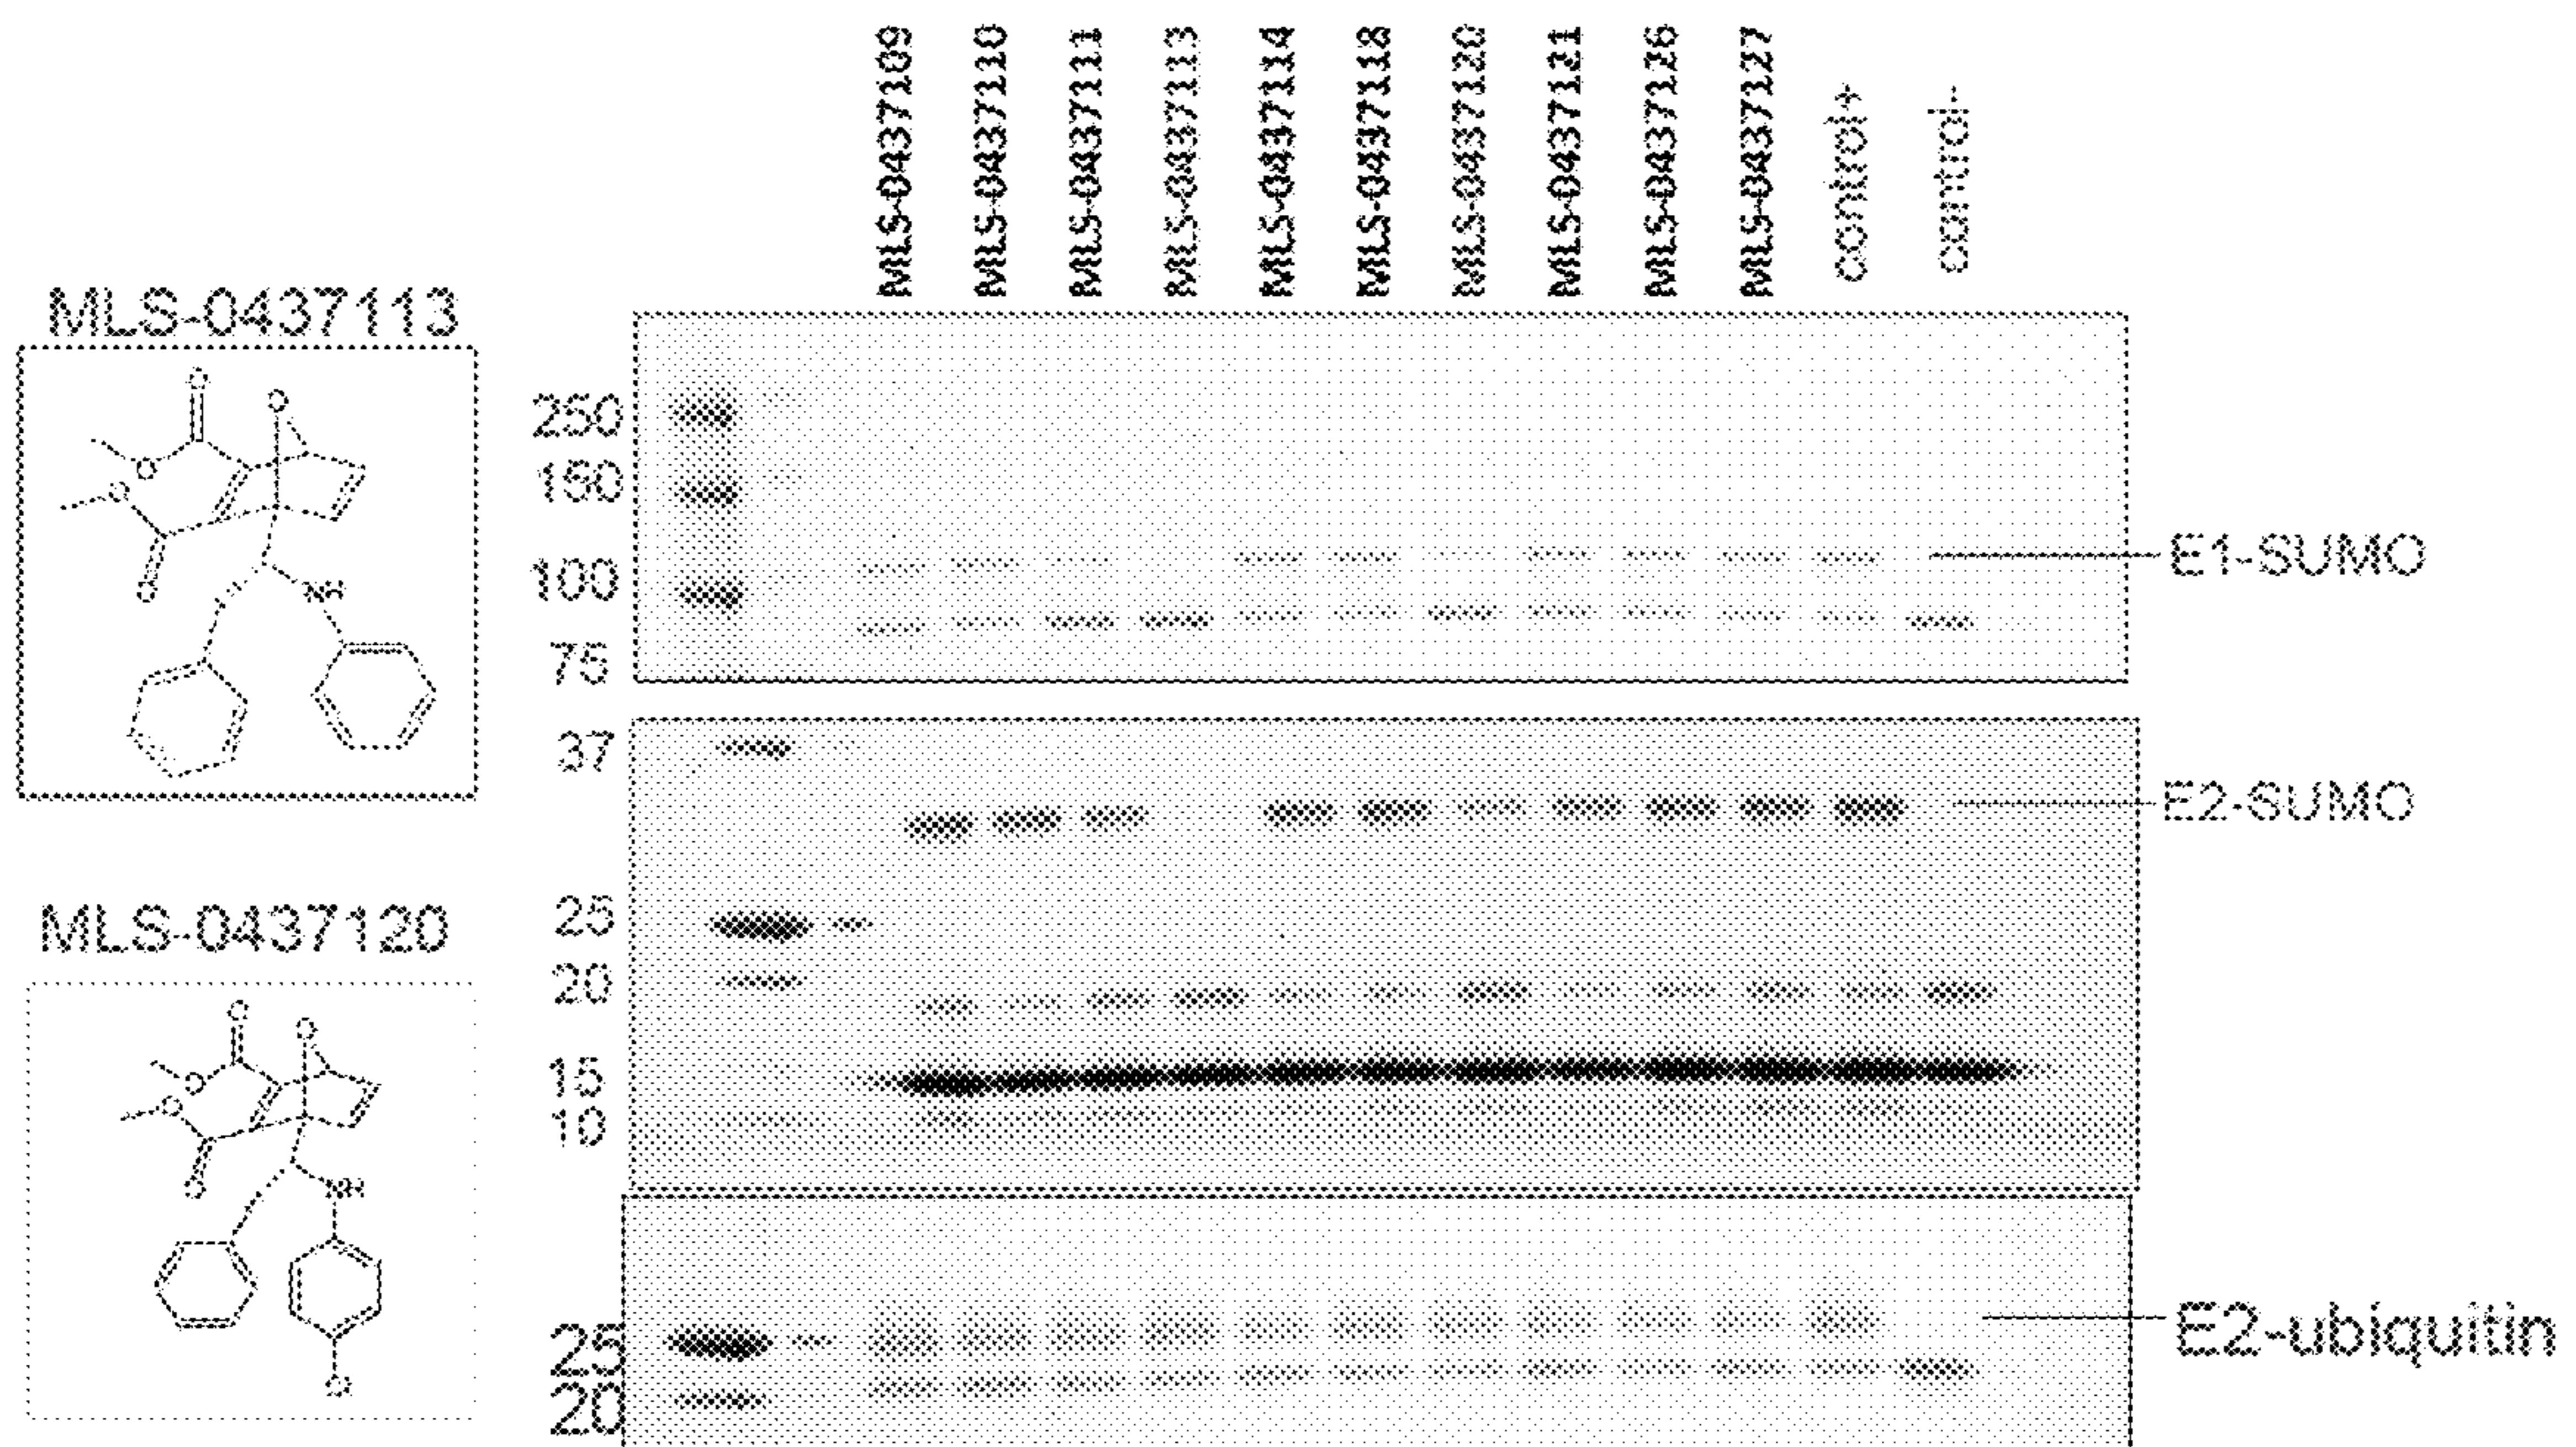 MLS-0437109
MLS-0437110
MLS-0437111
MLS-0437113
MLS-0437114
MLS-0437118
MLS-0437120
MLS-0437121
MLS-0437126
MLS-0437127
control+
control-
MLS-0437113
O
O
O
O
O
NH
250
150
100
75
E1-SUMO
37
25
20
15
10
E2-SUMO
MLS-0437120
O
O
O
O
O
NH
Cl
25
20
E2-ubiquitin